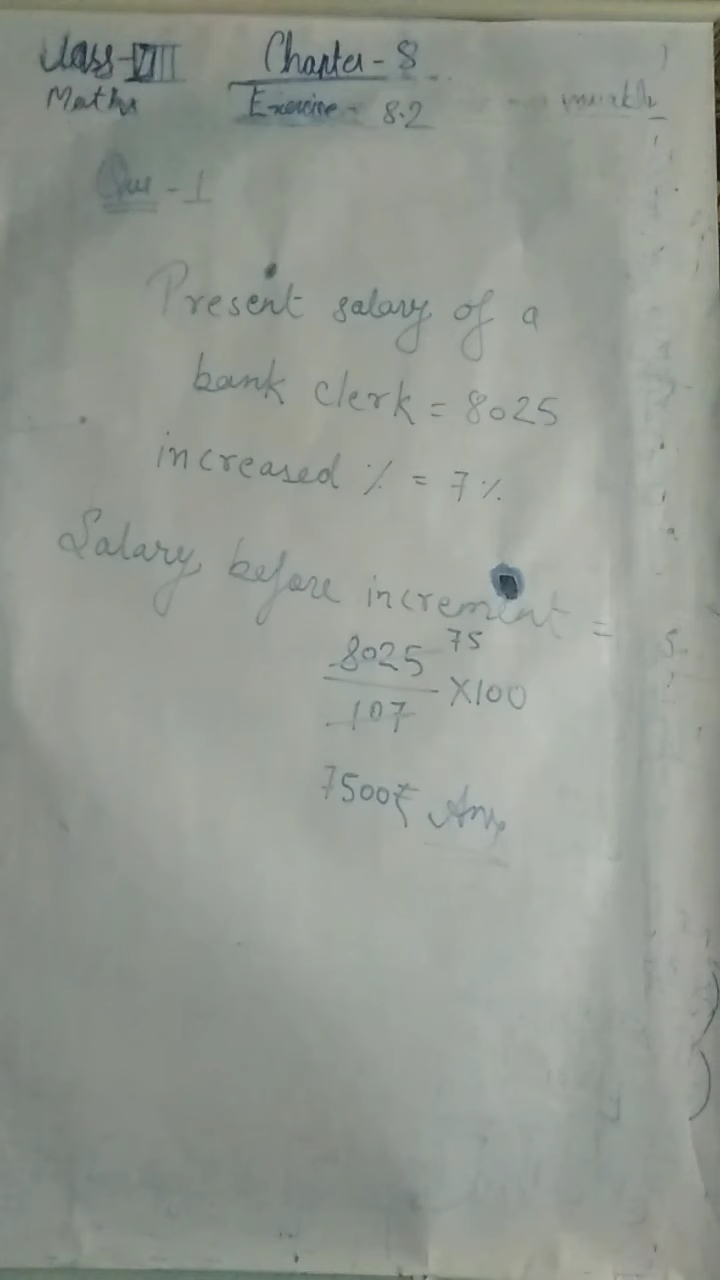 Class-VIII Chapter-8
Maths Exercise- 8.2
Que-1
Present salary of a
bank clerk = 8025
increased % = 7%
Salary before increment =
8025 75
107 ×100
7500₹ Ans